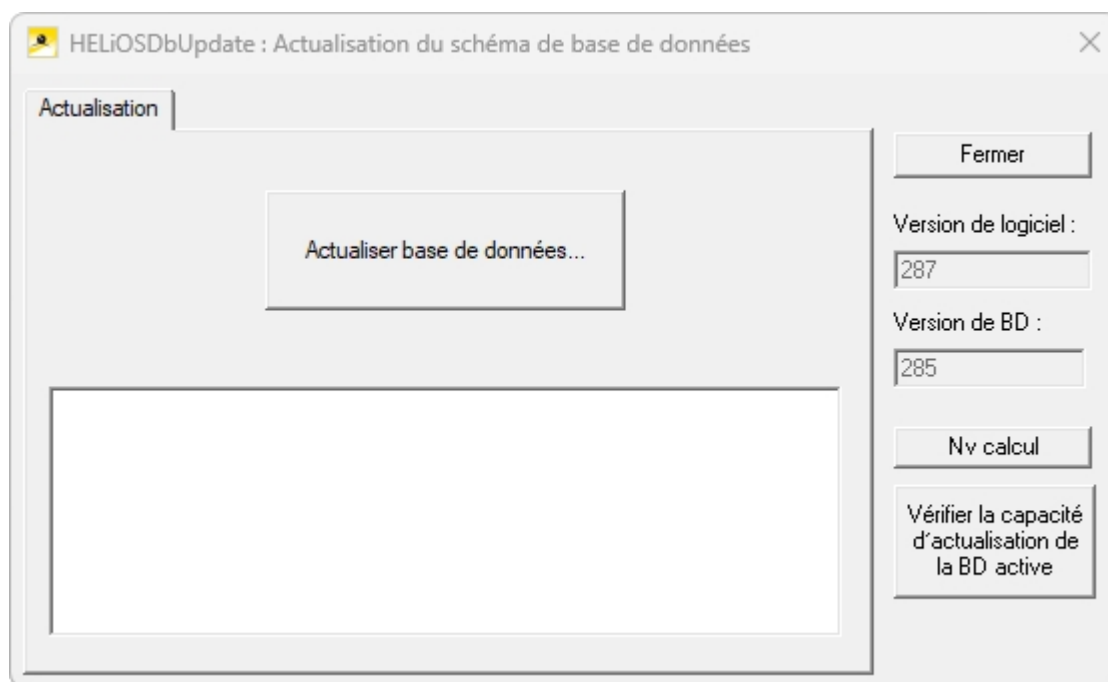 HELiOSDbUpdate : Actualisation du schéma de base de données
Actualisation
Actualiser base de données...
Fermer
Version de logiciel :
287
Version de BD :
285
Nv calcul
Vérifier la capacité
d´actualisation de
la BD active